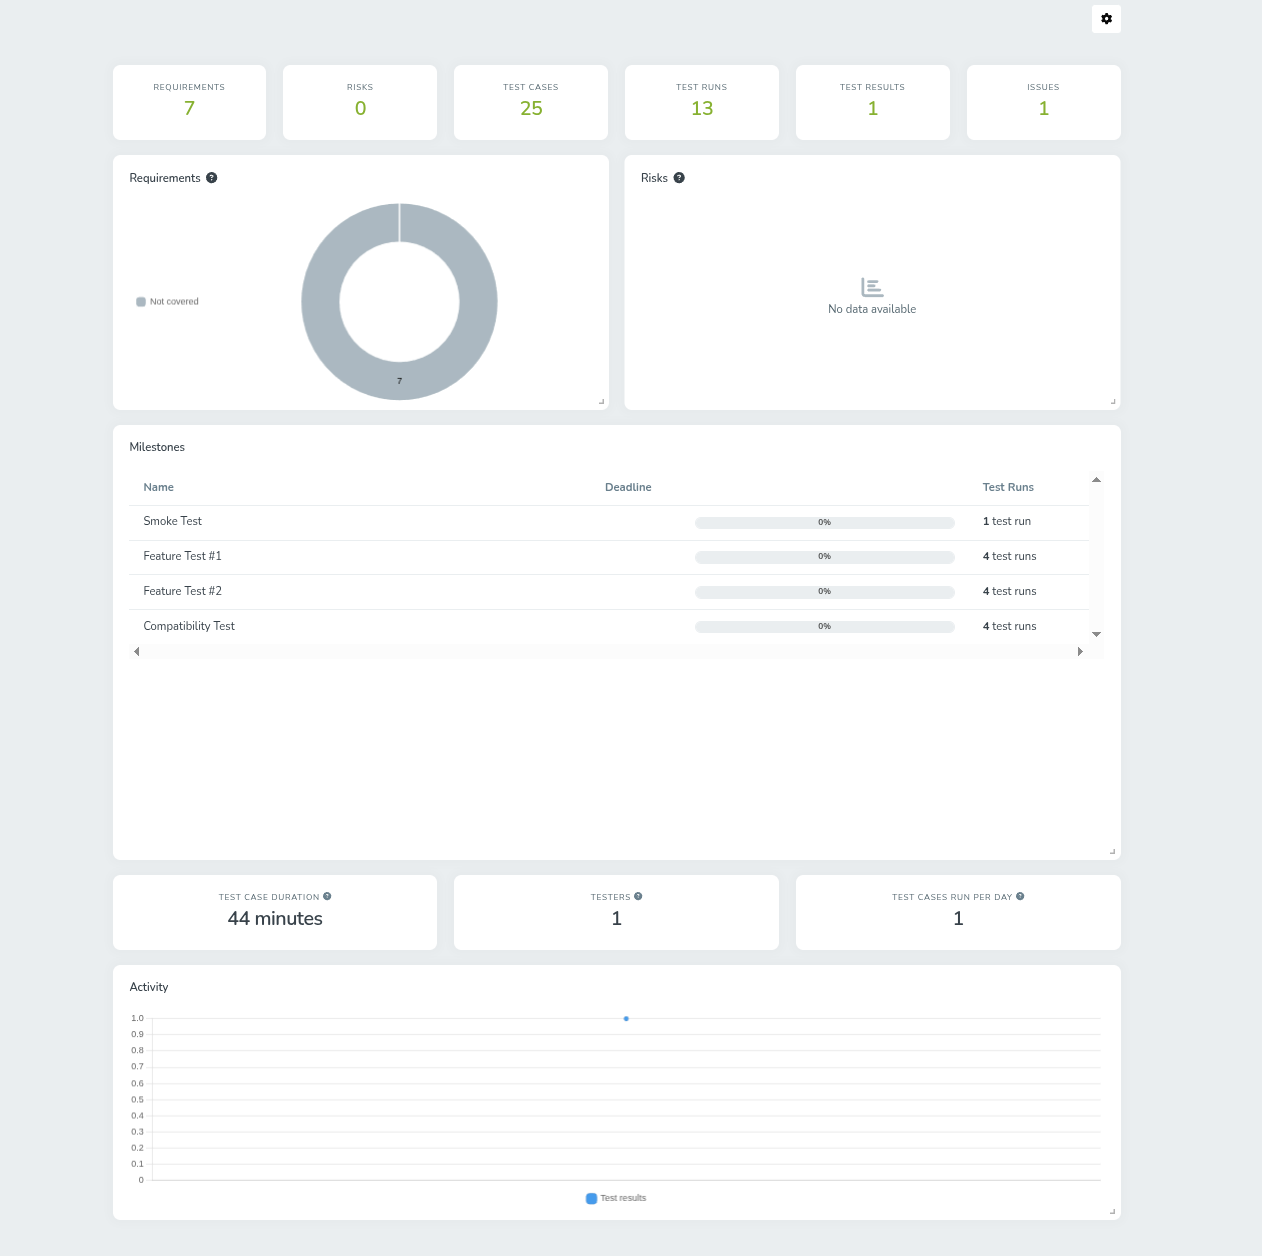 REQUIREMENTS
7
RISKS
0
TEST CASES
25
TEST RUNS
13
TEST RESULTS
1
ISSUES
1
Requirements ?
Not covered
7
Risks ?
No data available
Milestones
Name Deadline Test Runs
Smoke Test 0% 1 test run
Feature Test #1 0% 4 test runs
Feature Test #2 0% 4 test runs
Compatibility Test 0% 4 test runs
TEST CASE DURATION ?
44 minutes
TESTERS ?
1
TEST CASES RUN PER DAY ?
1
Activity
1.0
0.9
0.8
0.7
0.6
0.5
0.4
0.3
0.2
0.1
0
Test results